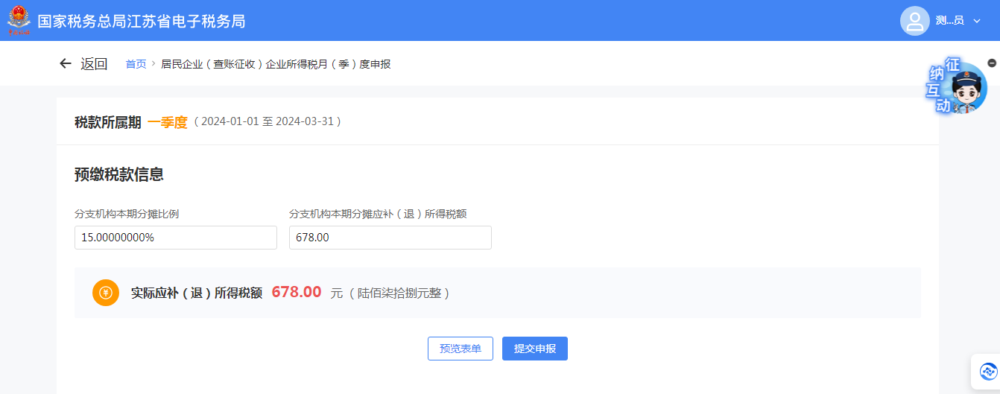 国家税务总局江苏省电子税务局
测...员
返回 首页 > 居民企业（查账征收）企业所得税月（季）度申报
征纳互动
税款所属期 一季度（2024-01-01 至 2024-03-31）
预缴税款信息
分支机构本期分摊比例 分支机构本期分摊应补（退）所得税额
15.00000000% 678.00
实际应补（退）所得税额 678.00 元（陆佰柒拾捌元整）
预览表单 提交申报